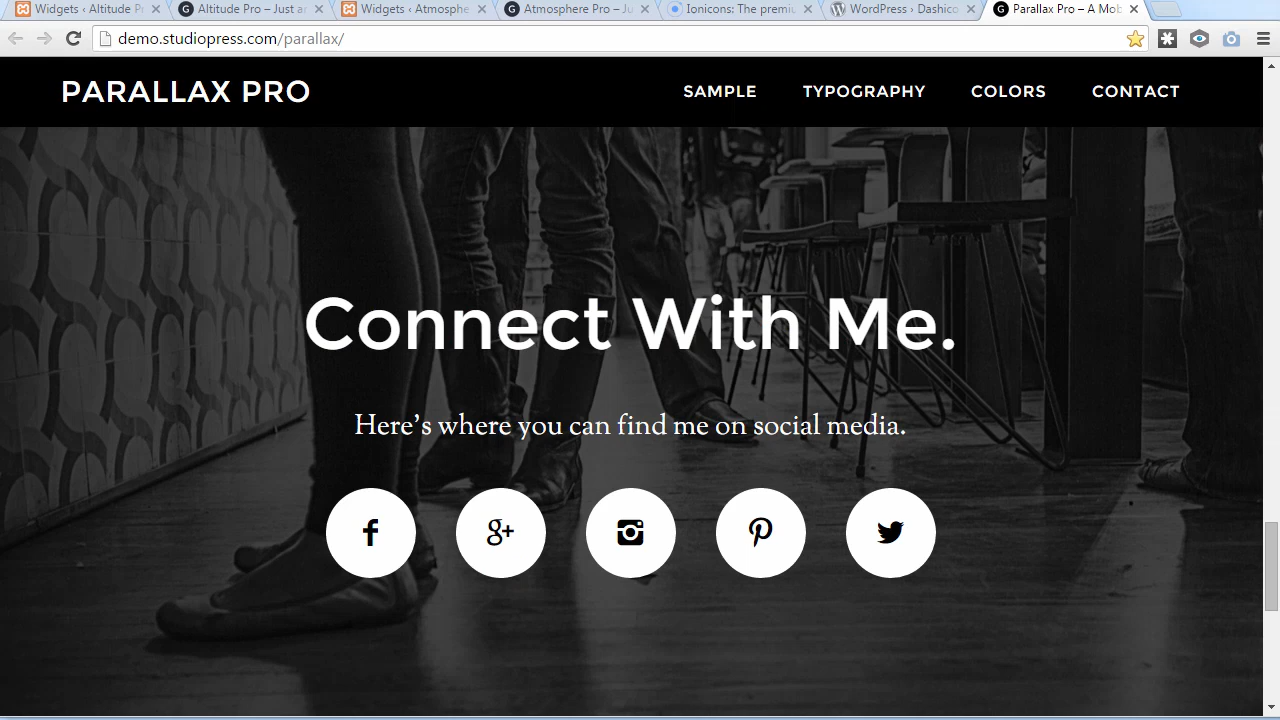 Widgets ‹ Altitude P
Altitude Pro – Just a
Widgets ‹ Atmosphe
Atmosphere Pro – Ju
Ionicons: The premi
WordPress › Dashico
Parallax Pro – A Mob
demo.studiopress.com/parallax/
PARALLAX PRO
SAMPLE
TYPOGRAPHY
COLORS
CONTACT
Connect With Me.
Here’s where you can find me on social media.